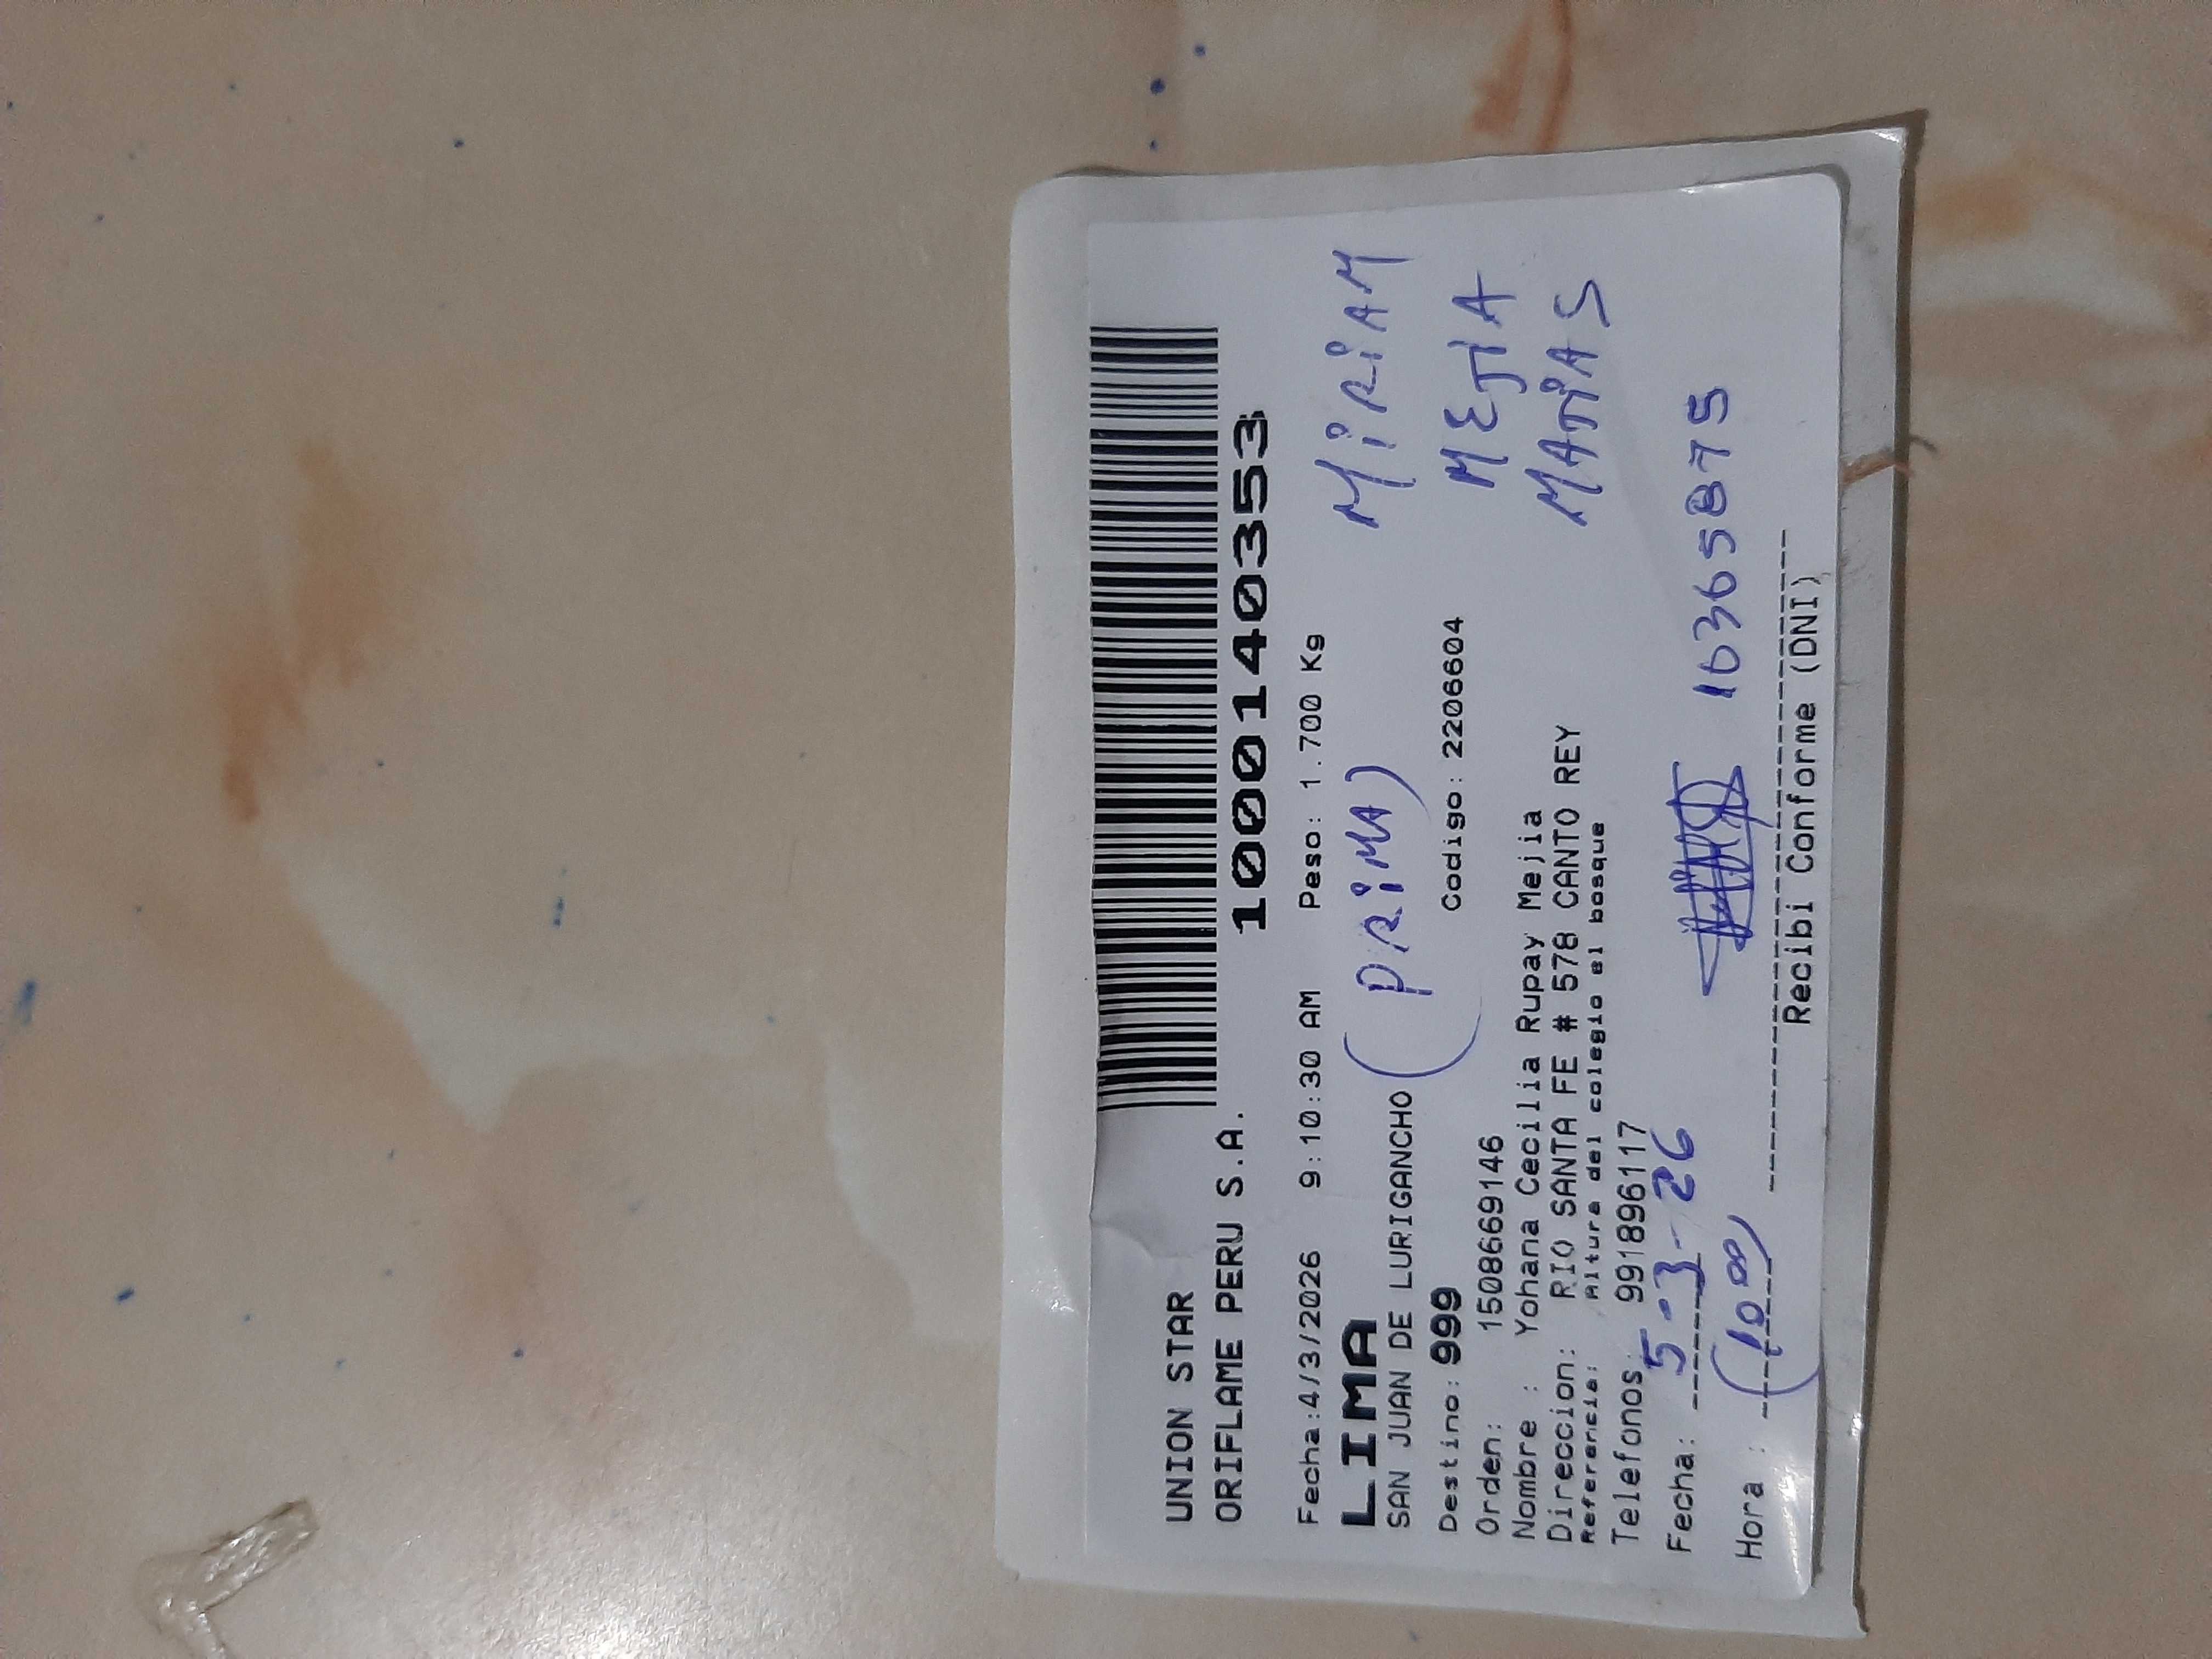 UNION STAR
ORIFLAME PERU S.A.
10001403530353
Fecha:4/3/2026 9:10:30 AM Peso: 1.700 Kg
LIMA
SAN JUAN DE LURIGANCHO (PRiMA) MiRiAM
Destino: 999 Codigo: 2206604 MEJIA
Orden: 1508669146 MATiAS
Nombre : Yohana Cecilia Rupay Mejia
Direccion: RIO SANTA FE # 578 CANTO REY
Referencia: Altura del colegio el bosque
Telefonos: 991896117
Fecha: 5-3-26
Hora : (10 00) 10365875
Recibi Conforme (DNI)